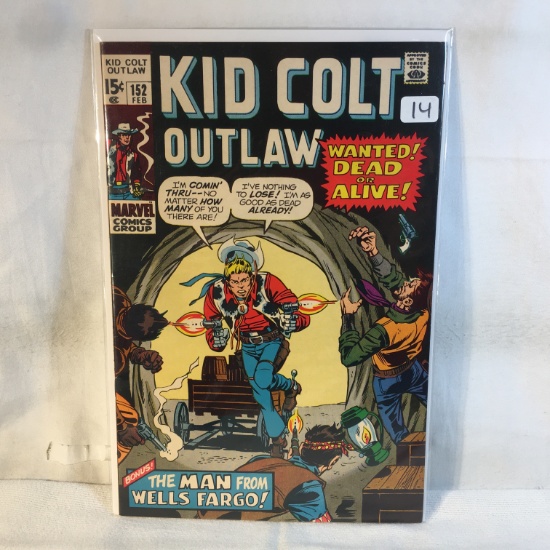 KID COLT
OUTLAW
15¢
152
FEB
MARVEL
COMICS
GROUP
APPROVED
BY THE
COMICS
CODE
KID COLT
OUTLAW
14
WANTED!
DEAD
OR
ALIVE!
I'M COMIN'
THRU--NO
MATTER HOW
MANY OF YOU
THERE ARE!
I'VE NOTHING
TO LOSE! I'M AS
GOOD AS DEAD
ALREADY!
BONUS!
THE MAN FROM
WELLS FARGO!